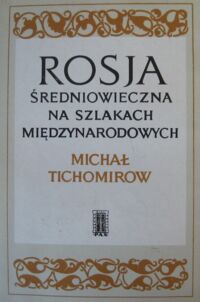 ROSJA
ŚREDNIOWIECZNA
NA SZLAKACH
MIĘDZYNARODOWYCH
MICHAŁ
TICHOMIROW